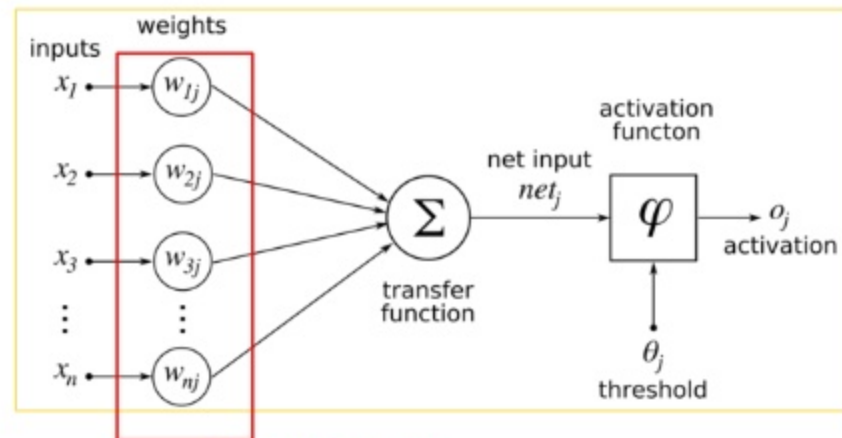 weights
inputs
x₁
w₁ⱼ
activation
functon
x₂
w₂ⱼ
net input
netⱼ
Σ
φ
oⱼ
activation
x₃
w₃ⱼ
transfer
function
⋮ ⋮
θⱼ
threshold
xₙ
wₙⱼ